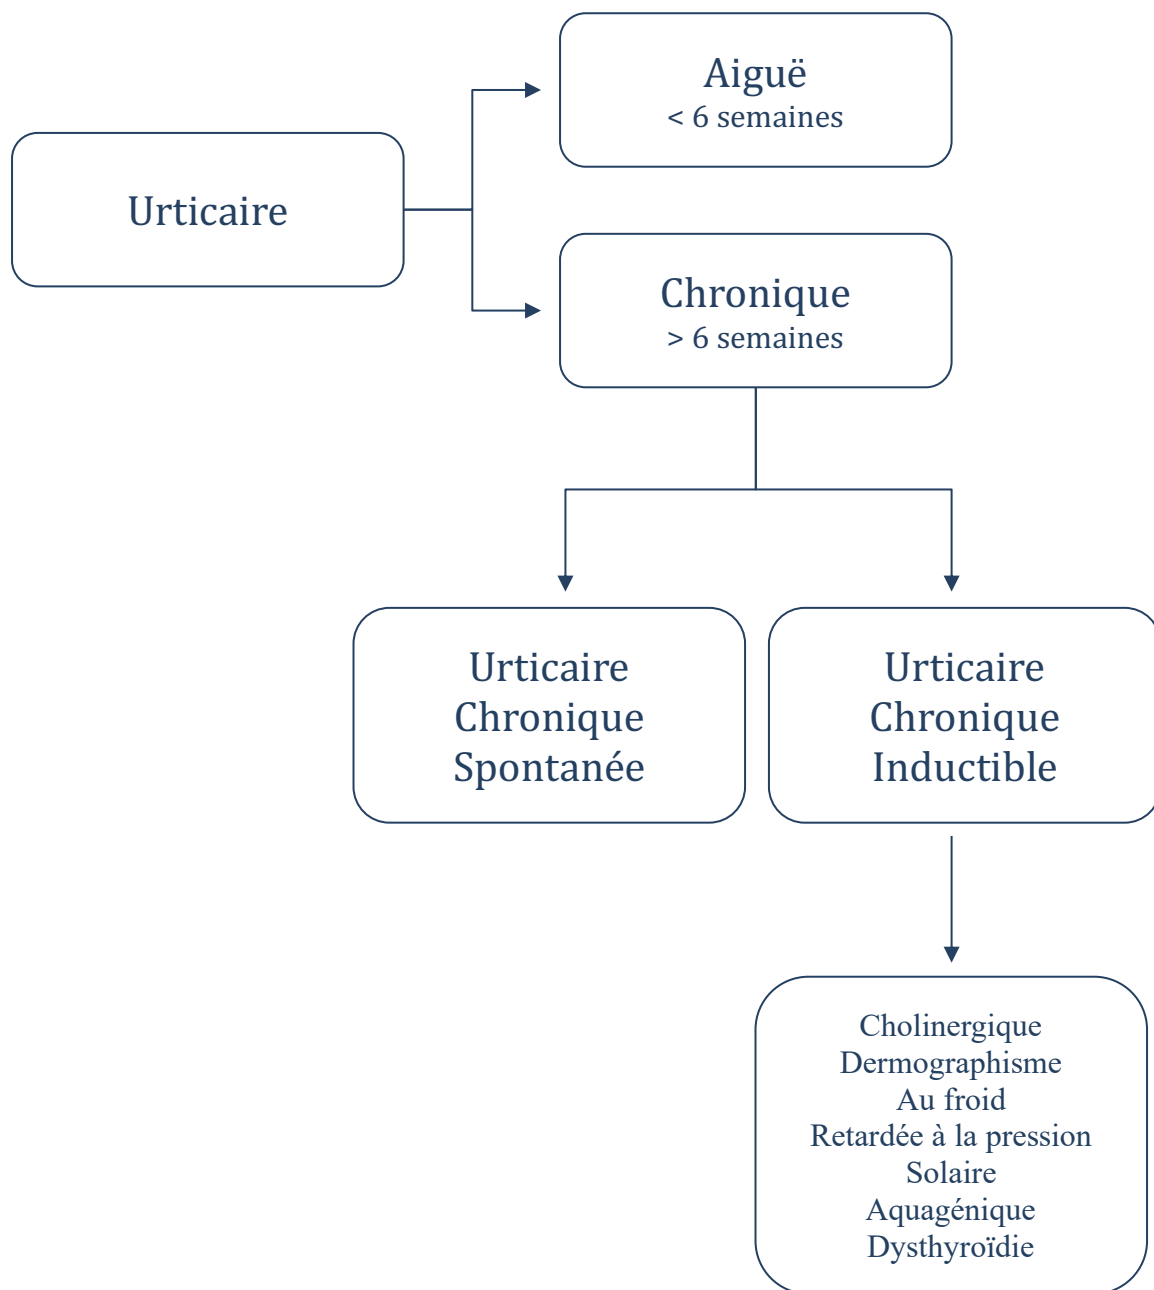 Aiguë
< 6 semaines
Urticaire
Chronique
> 6 semaines
Urticaire
Chronique
Spontanée
Urticaire
Chronique
Inductible
Cholinergique
Dermographisme
Au froid
Retardée à la pression
Solaire
Aquagénique
Dysthyroïdie